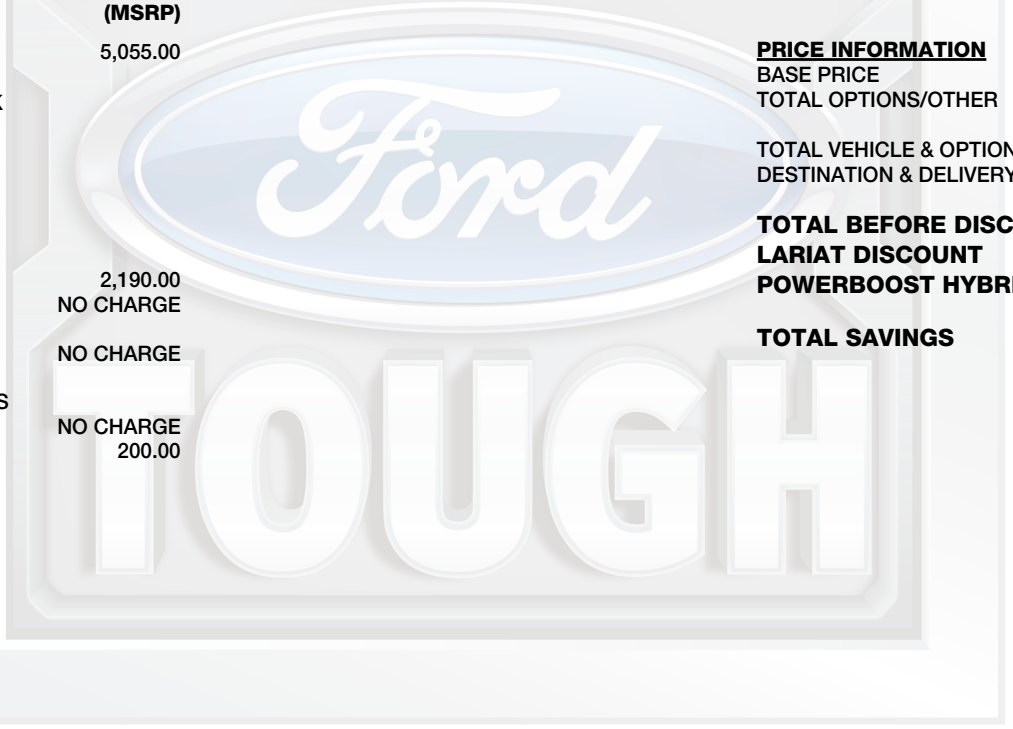 (MSRP)
5,055.00
K
2,190.00
NO CHARGE
NO CHARGE
S
NO CHARGE
200.00
PRICE INFORMATION
BASE PRICE
TOTAL OPTIONS/OTHER
TOTAL VEHICLE & OPTION
DESTINATION & DELIVERY
TOTAL BEFORE DISC
LARIAT DISCOUNT
POWERBOOST HYBRI
TOTAL SAVINGS
Ford
TOUGH